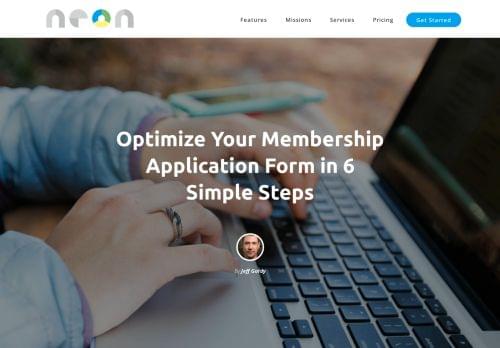 neon
Features Missions Services Pricing Get Started
Optimize Your Membership
Application Form in 6
Simple Steps
By Jeff Gordy